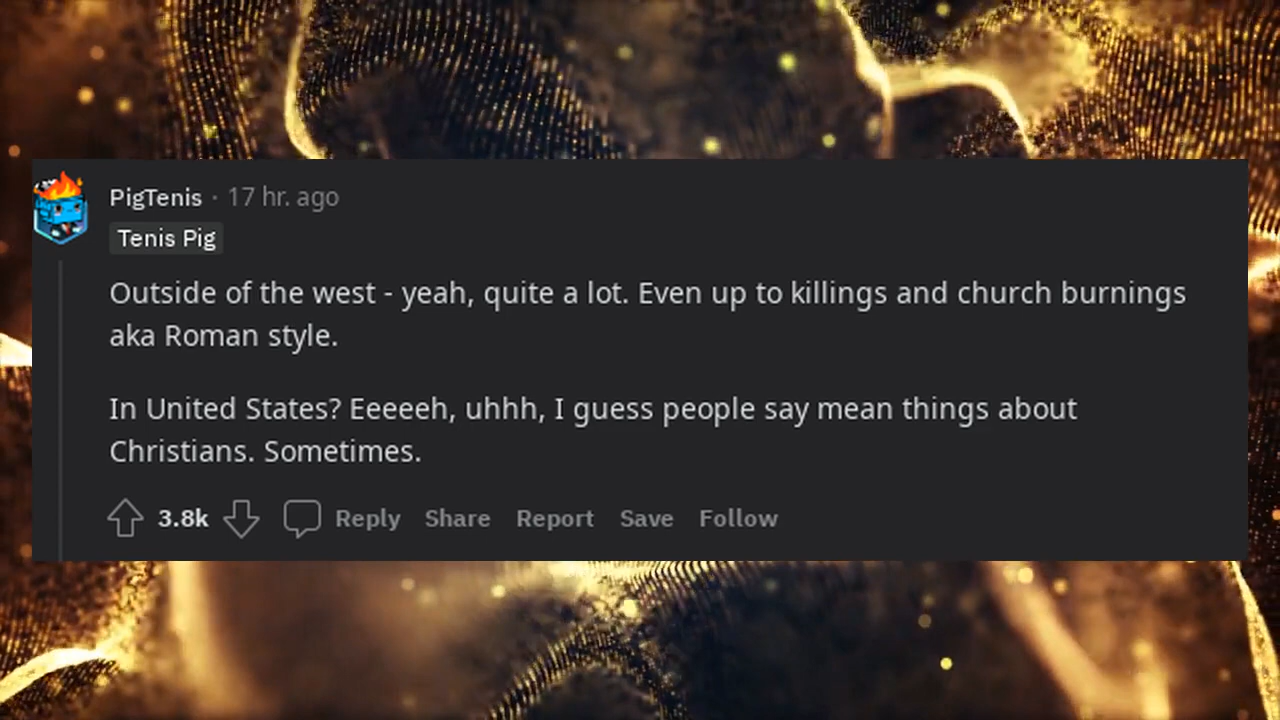 PigTenis · 17 hr. ago
Tenis Pig
Outside of the west - yeah, quite a lot. Even up to killings and church burnings
aka Roman style.
In United States? Eeeeeh, uhhh, I guess people say mean things about
Christians. Sometimes.
3.8k Reply Share Report Save Follow